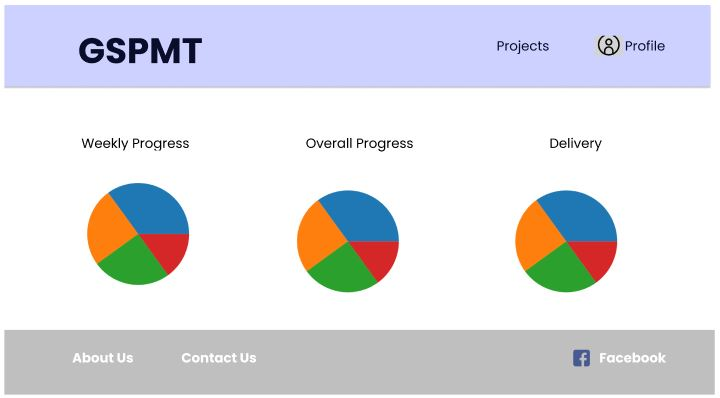 GSPMT
Projects
Profile
Weekly Progress
Overall Progress
Delivery
About Us
Contact Us
Facebook